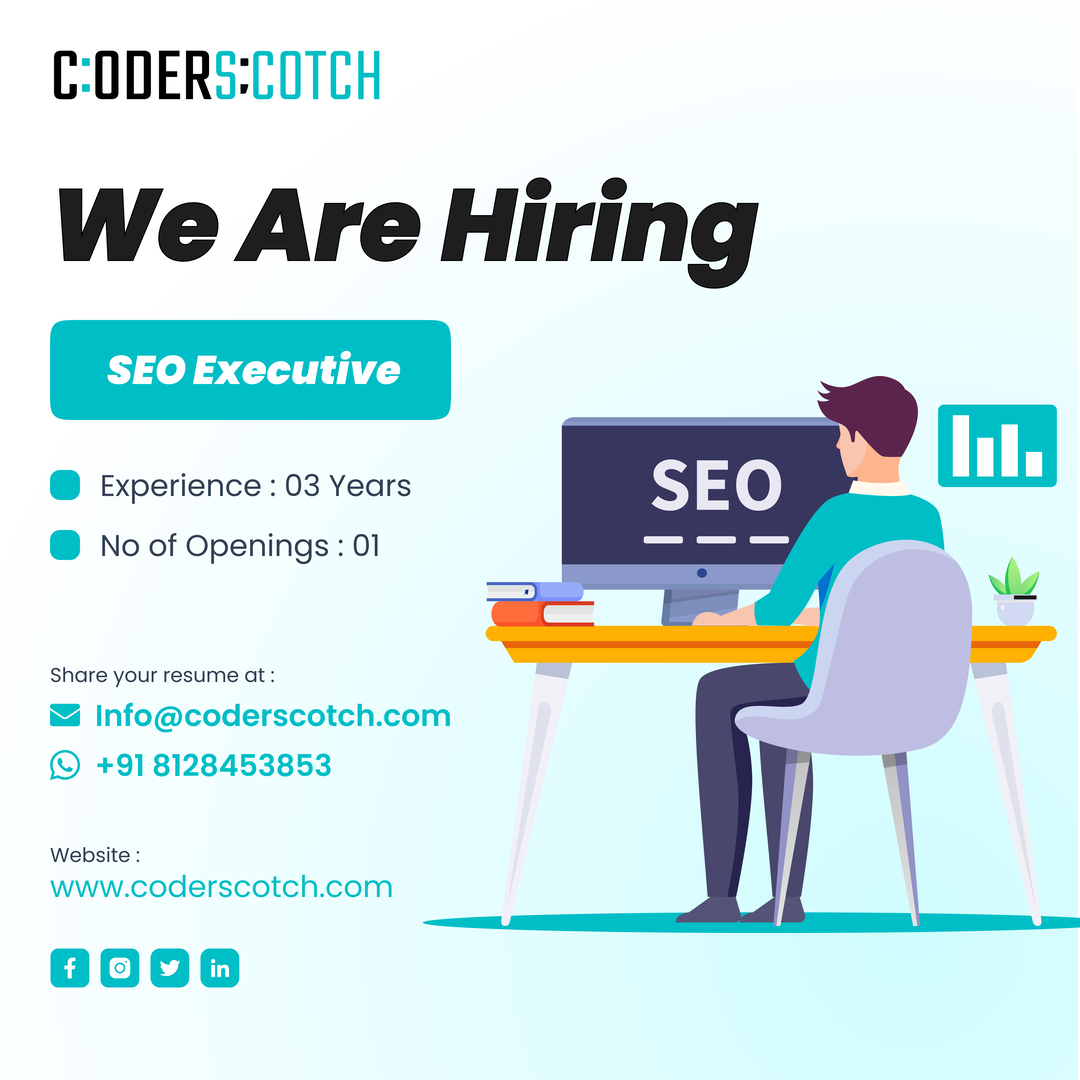 C:ODERS;COTCH
We Are Hiring
SEO Executive
Experience : 03 Years
No of Openings : 01
SEO
Share your resume at :
Info@coderscotch.com
+91 8128453853
Website :
www.coderscotch.com